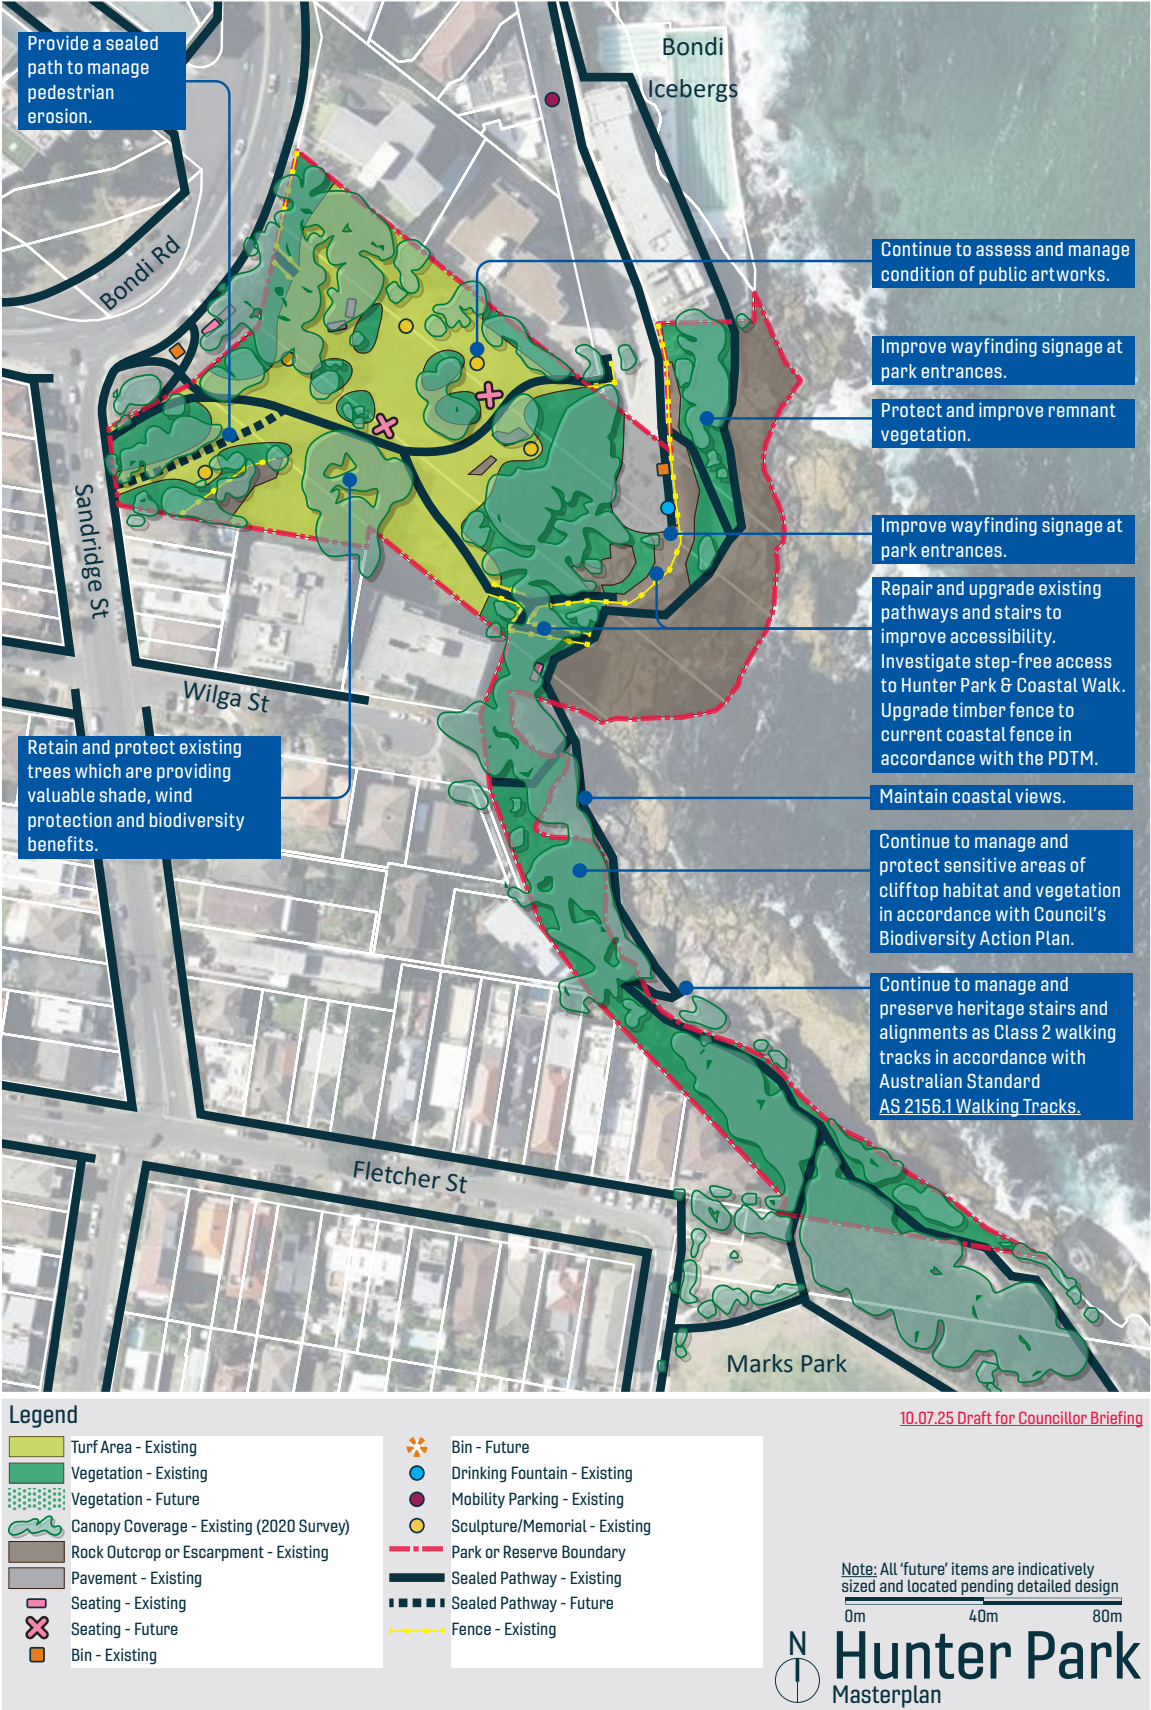 Provide a sealed
path to manage
pedestrian
erosion.
Bondi
Icebergs
Bondi Rd
Continue to assess and manage
condition of public artworks.
Improve wayfinding signage at
park entrances.
Protect and improve remnant
vegetation.
Sandridge St
Improve wayfinding signage at
park entrances.
Repair and upgrade existing
pathways and stairs to
improve accessibility.
Investigate step-free access
to Hunter Park & Coastal Walk.
Upgrade timber fence to
current coastal fence in
accordance with the PDTM.
Wilga St
Retain and protect existing
trees which are providing
valuable shade, wind
protection and biodiversity
benefits.
Maintain coastal views.
Continue to manage and
protect sensitive areas of
clifftop habitat and vegetation
in accordance with Council's
Biodiversity Action Plan.
Continue to manage and
preserve heritage stairs and
alignments as Class 2 walking
tracks in accordance with
Australian Standard
AS 2156.1 Walking Tracks.
Fletcher St
Marks Park
Legend
10.07.25 Draft for Councillor Briefing
Turf Area - Existing
Vegetation - Existing
Vegetation - Future
Canopy Coverage - Existing (2020 Survey)
Rock Outcrop or Escarpment - Existing
Pavement - Existing
Seating - Existing
Seating - Future
Bin - Existing
Bin - Future
Drinking Fountain - Existing
Mobility Parking - Existing
Sculpture/Memorial - Existing
Park or Reserve Boundary
Sealed Pathway - Existing
Sealed Pathway - Future
Fence - Existing
Note: All 'future' items are indicatively
sized and located pending detailed design
0m 40m 80m
N
Hunter Park
Masterplan